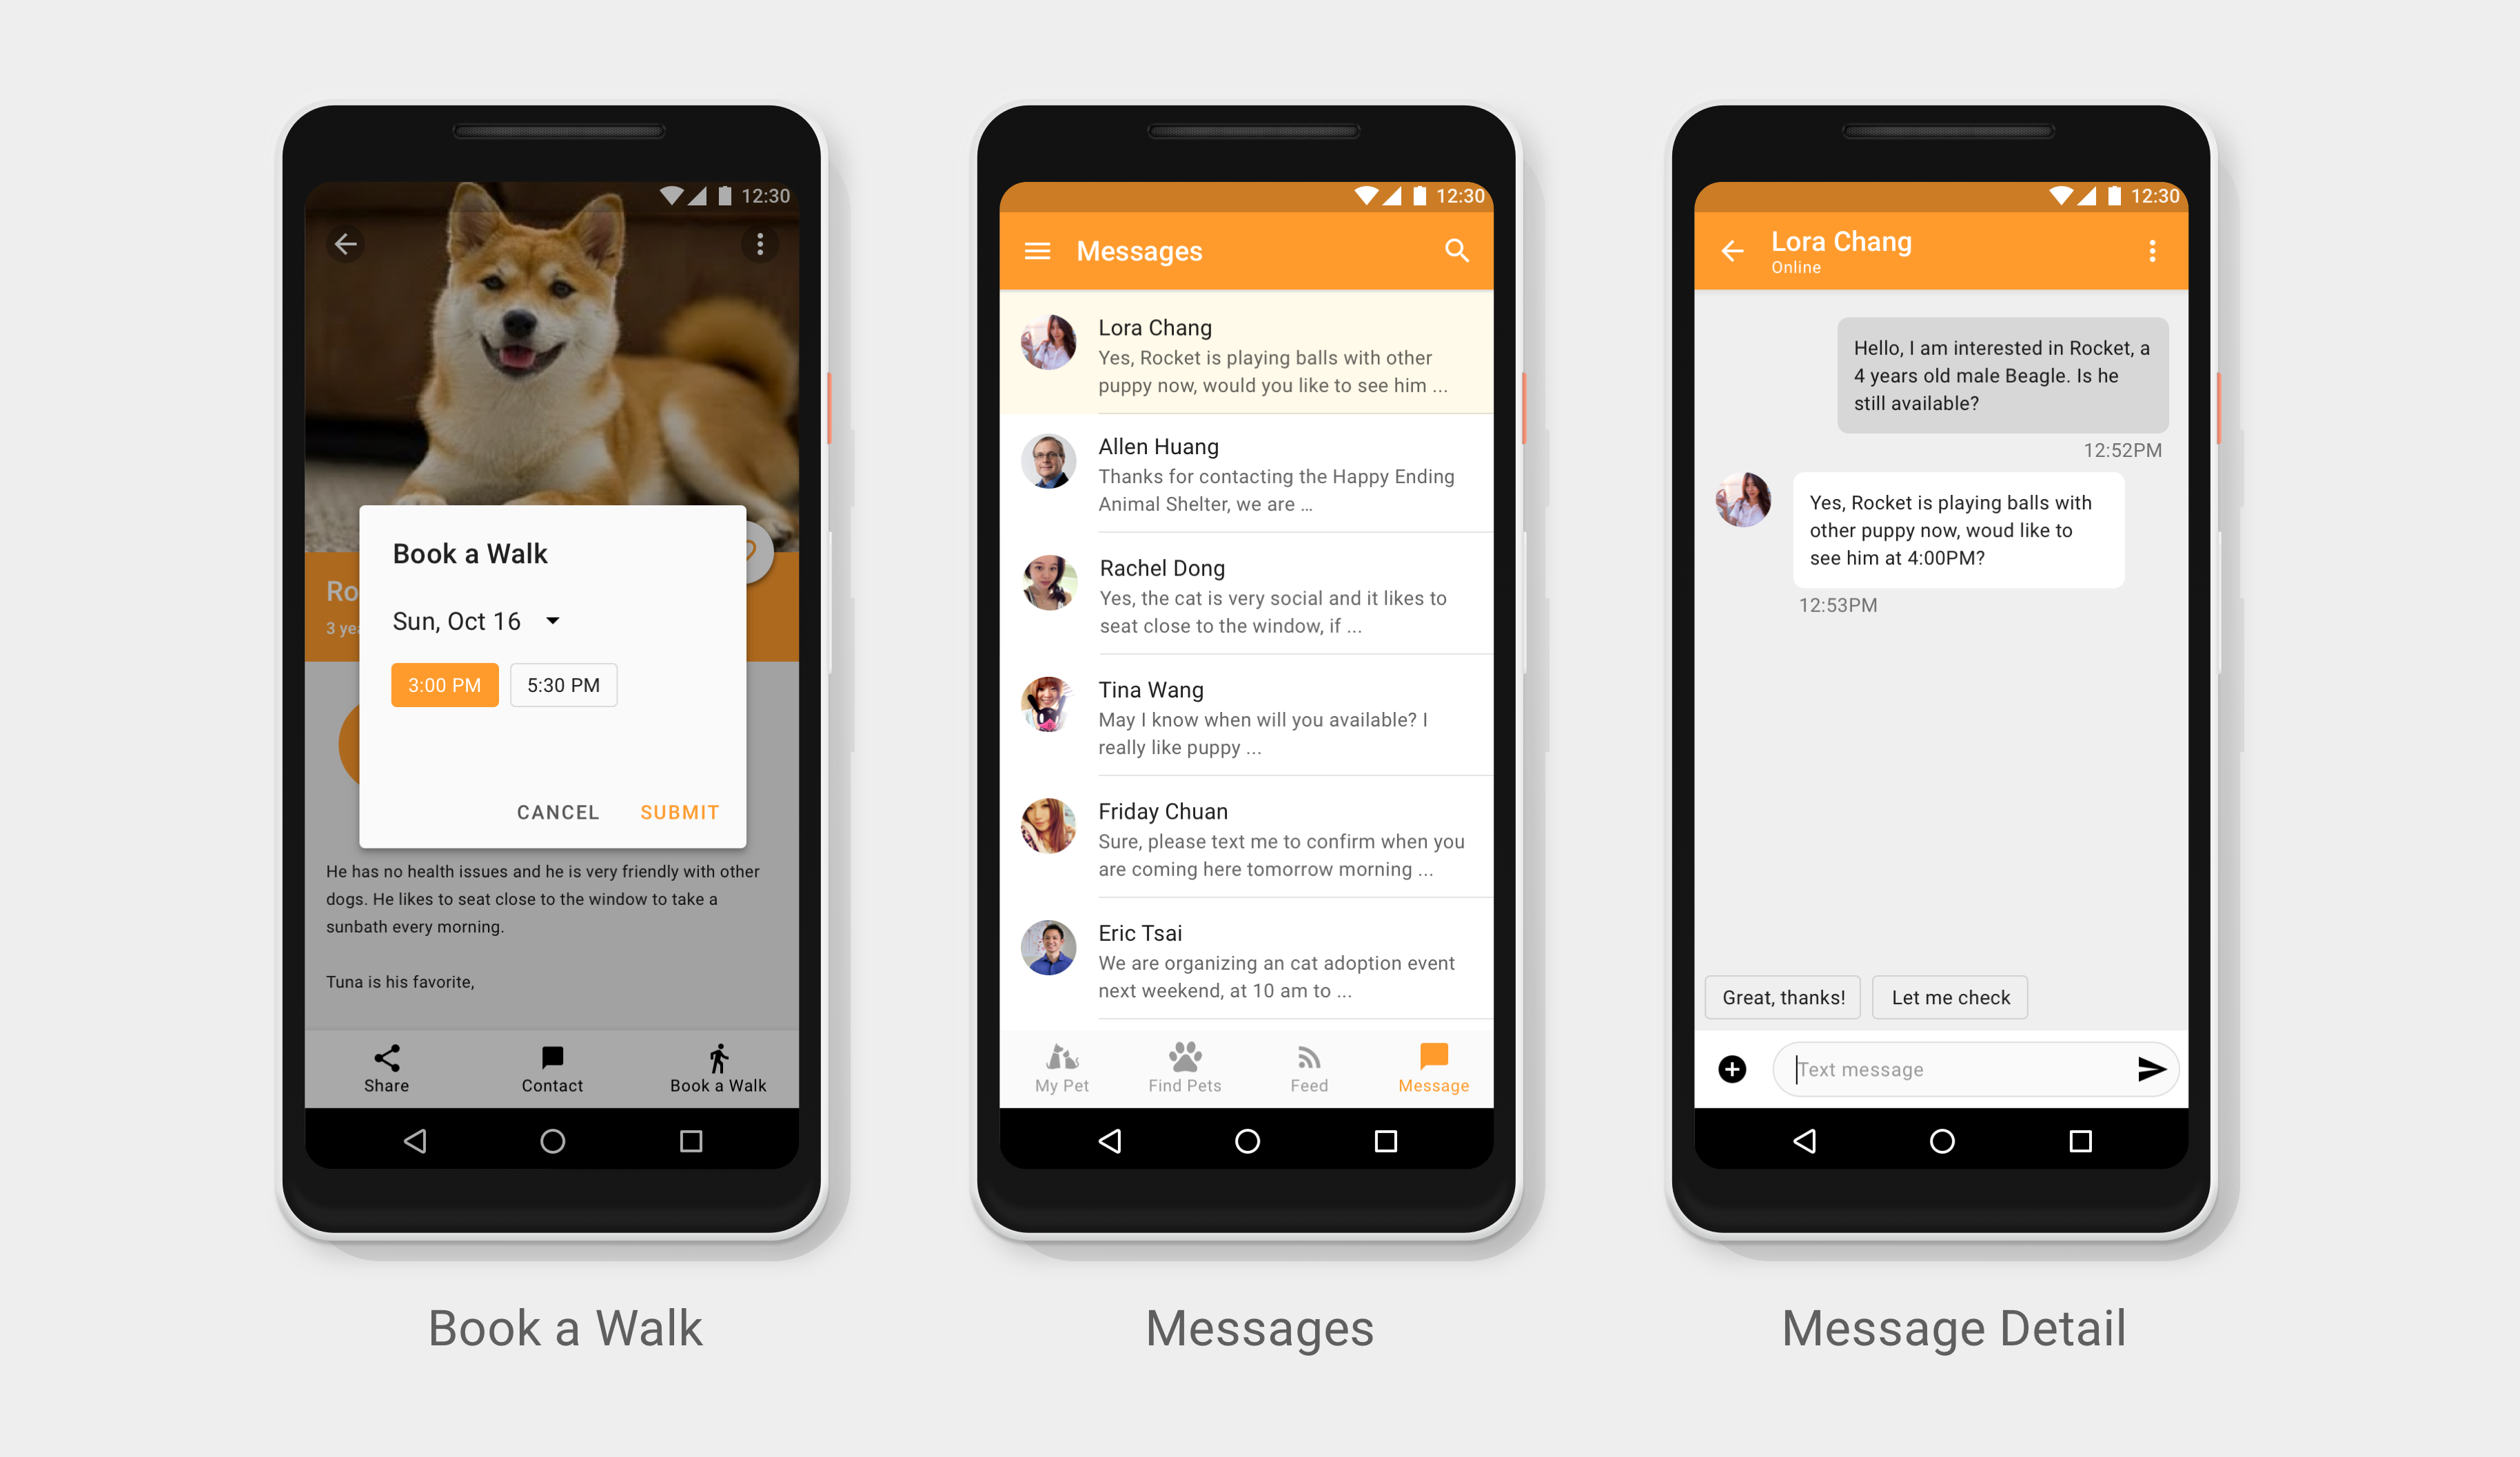 12:30
Book a Walk
Ro
3 yea
Sun, Oct 16
3:00 PM 5:30 PM
CANCEL SUBMIT
He has no health issues and he is very friendly with other
dogs. He likes to seat close to the window to take a
sunbath every morning.
Tuna is his favorite,
Share Contact Book a Walk
Book a Walk
12:30
Messages
Lora Chang
Yes, Rocket is playing balls with other
puppy now, would you like to see him ...
Allen Huang
Thanks for contacting the Happy Ending
Animal Shelter, we are ...
Rachel Dong
Yes, the cat is very social and it likes to
seat close to the window, if ...
Tina Wang
May I know when will you available? I
really like puppy ...
Friday Chuan
Sure, please text me to confirm when you
are coming here tomorrow morning ...
Eric Tsai
We are organizing an cat adoption event
next weekend, at 10 am to ...
My Pet Find Pets Feed Message
Messages
12:30
Lora Chang
Online
Hello, I am interested in Rocket, a
4 years old male Beagle. Is he
still available?
12:52PM
Yes, Rocket is playing balls with
other puppy now, woud like to
see him at 4:00PM?
12:53PM
Great, thanks! Let me check
Text message
Message Detail